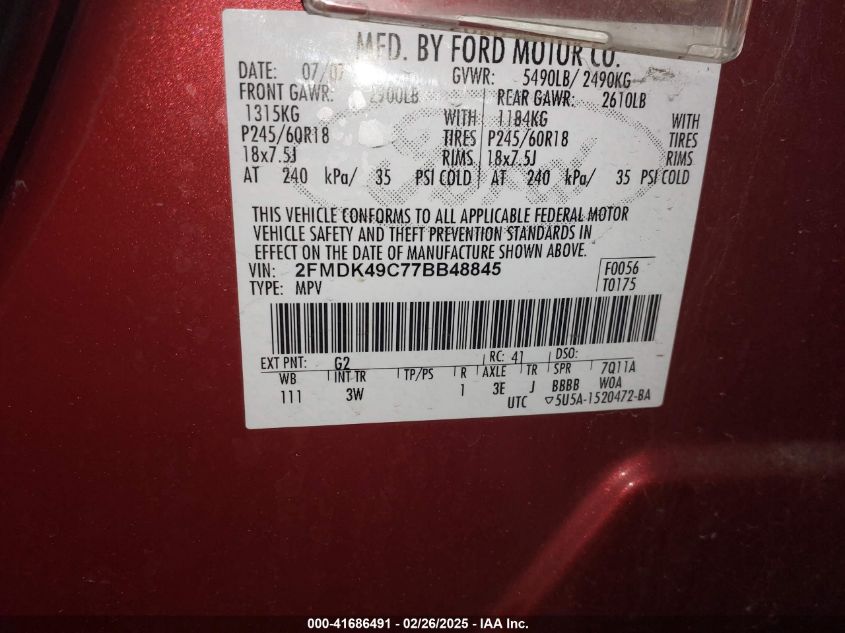 MFD. BY FORD MOTOR CO.
DATE: 07/07 GVWR: 5490LB/ 2490KG
FRONT GAWR: 2900LB REAR GAWR: 2610LB
1315KG WITH 1184KG WITH
P245/60R18 TIRES P245/60R18 TIRES
18x7.5J RIMS 18x7.5J RIMS
AT 240 kPa/ 35 PSI COLD AT 240 kPa/ 35 PSI COLD
THIS VEHICLE CONFORMS TO ALL APPLICABLE FEDERAL MOTOR
VEHICLE SAFETY AND THEFT PREVENTION STANDARDS IN
EFFECT ON THE DATE OF MANUFACTURE SHOWN ABOVE.
VIN: 2FMDK49C77BB48845 F0056
TYPE: MPV T0175
EXT PNT: G2 RC: 41 DSO:
WB INT TR TP/PS R AXLE TR SPR 7Q11A
111 3W 1 3E J BBBB WOA
UTC ▽5U5A-1520472-BA
000-41686491 - 02/26/2025 - IAA Inc.